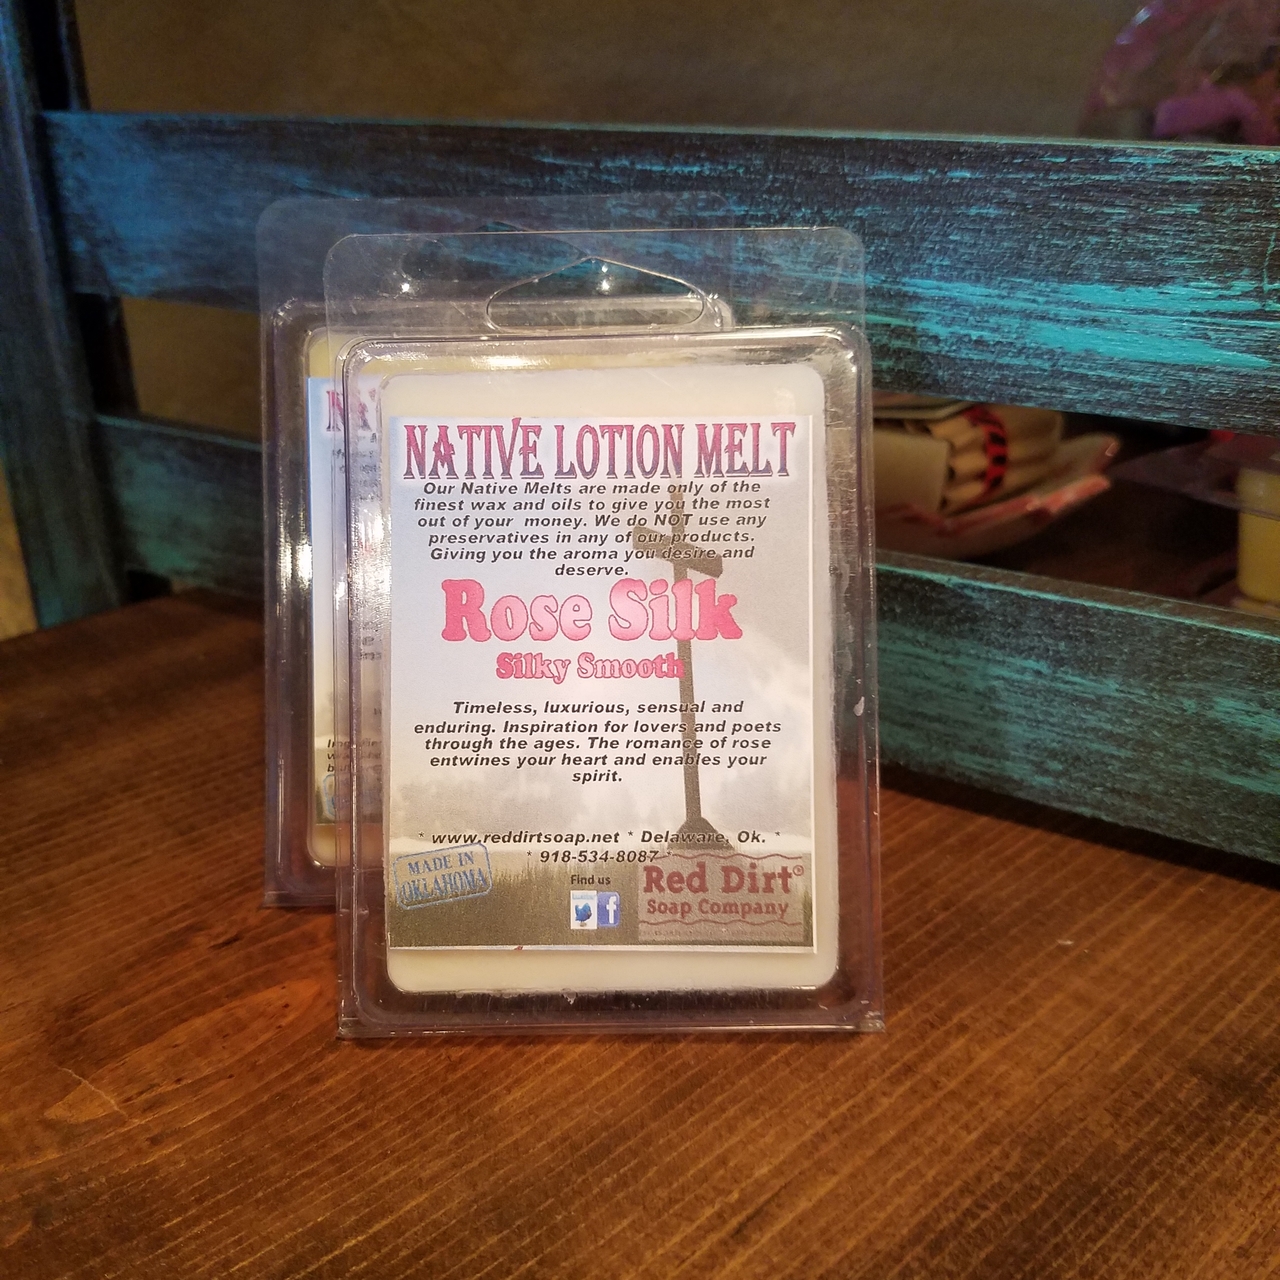 NATIVE LOTION MELT
Our Native Melts are made only of the
finest wax and oils to give you the most
out of your money. We do NOT use any
preservatives in any of our products.
Giving you the aroma you desire and
deserve.
Rose Silk
Silky Smooth
Timeless, luxurious, sensual and
enduring. Inspiration for lovers and poets
through the ages. The romance of rose
entwines your heart and enables your
spirit.
* www.reddirtsoap.net * Delaware, Ok. *
* 918-534-8087 *
MADE IN
OKLAHOMA
Find us
f
Red Dirt®
Soap Company